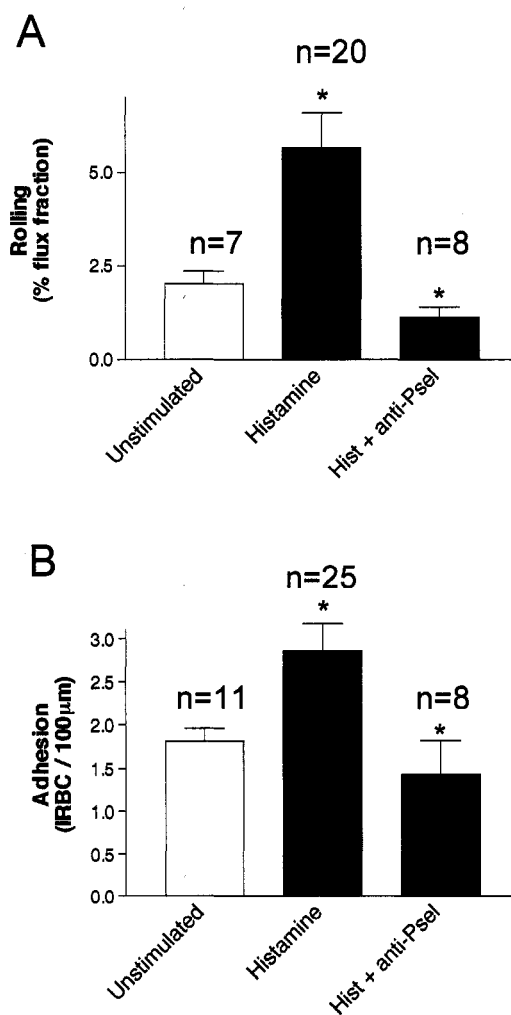 A
n=20
*
Rolling
(% flux fraction)
5.0
n=7
n=8
*
2.5
0.0
Unstimulated
Histamine
Hist + anti-Psel
B
n=25
*
Adhesion
(IRBC / 100μm)
3.0
n=11
n=8
2.5
*
2.0
1.5
1.0
0.5
0.0
Unstimulated
Histamine
Hist + anti-Psel